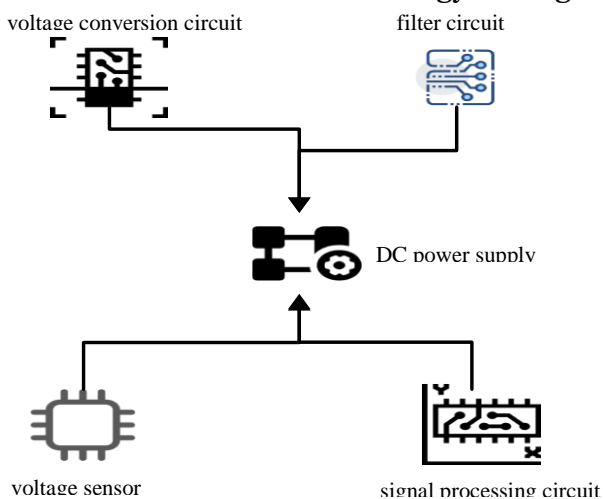 voltage conversion circuit
filter circuit
DC power supply
Y
X
voltage sensor
signal processing circuit